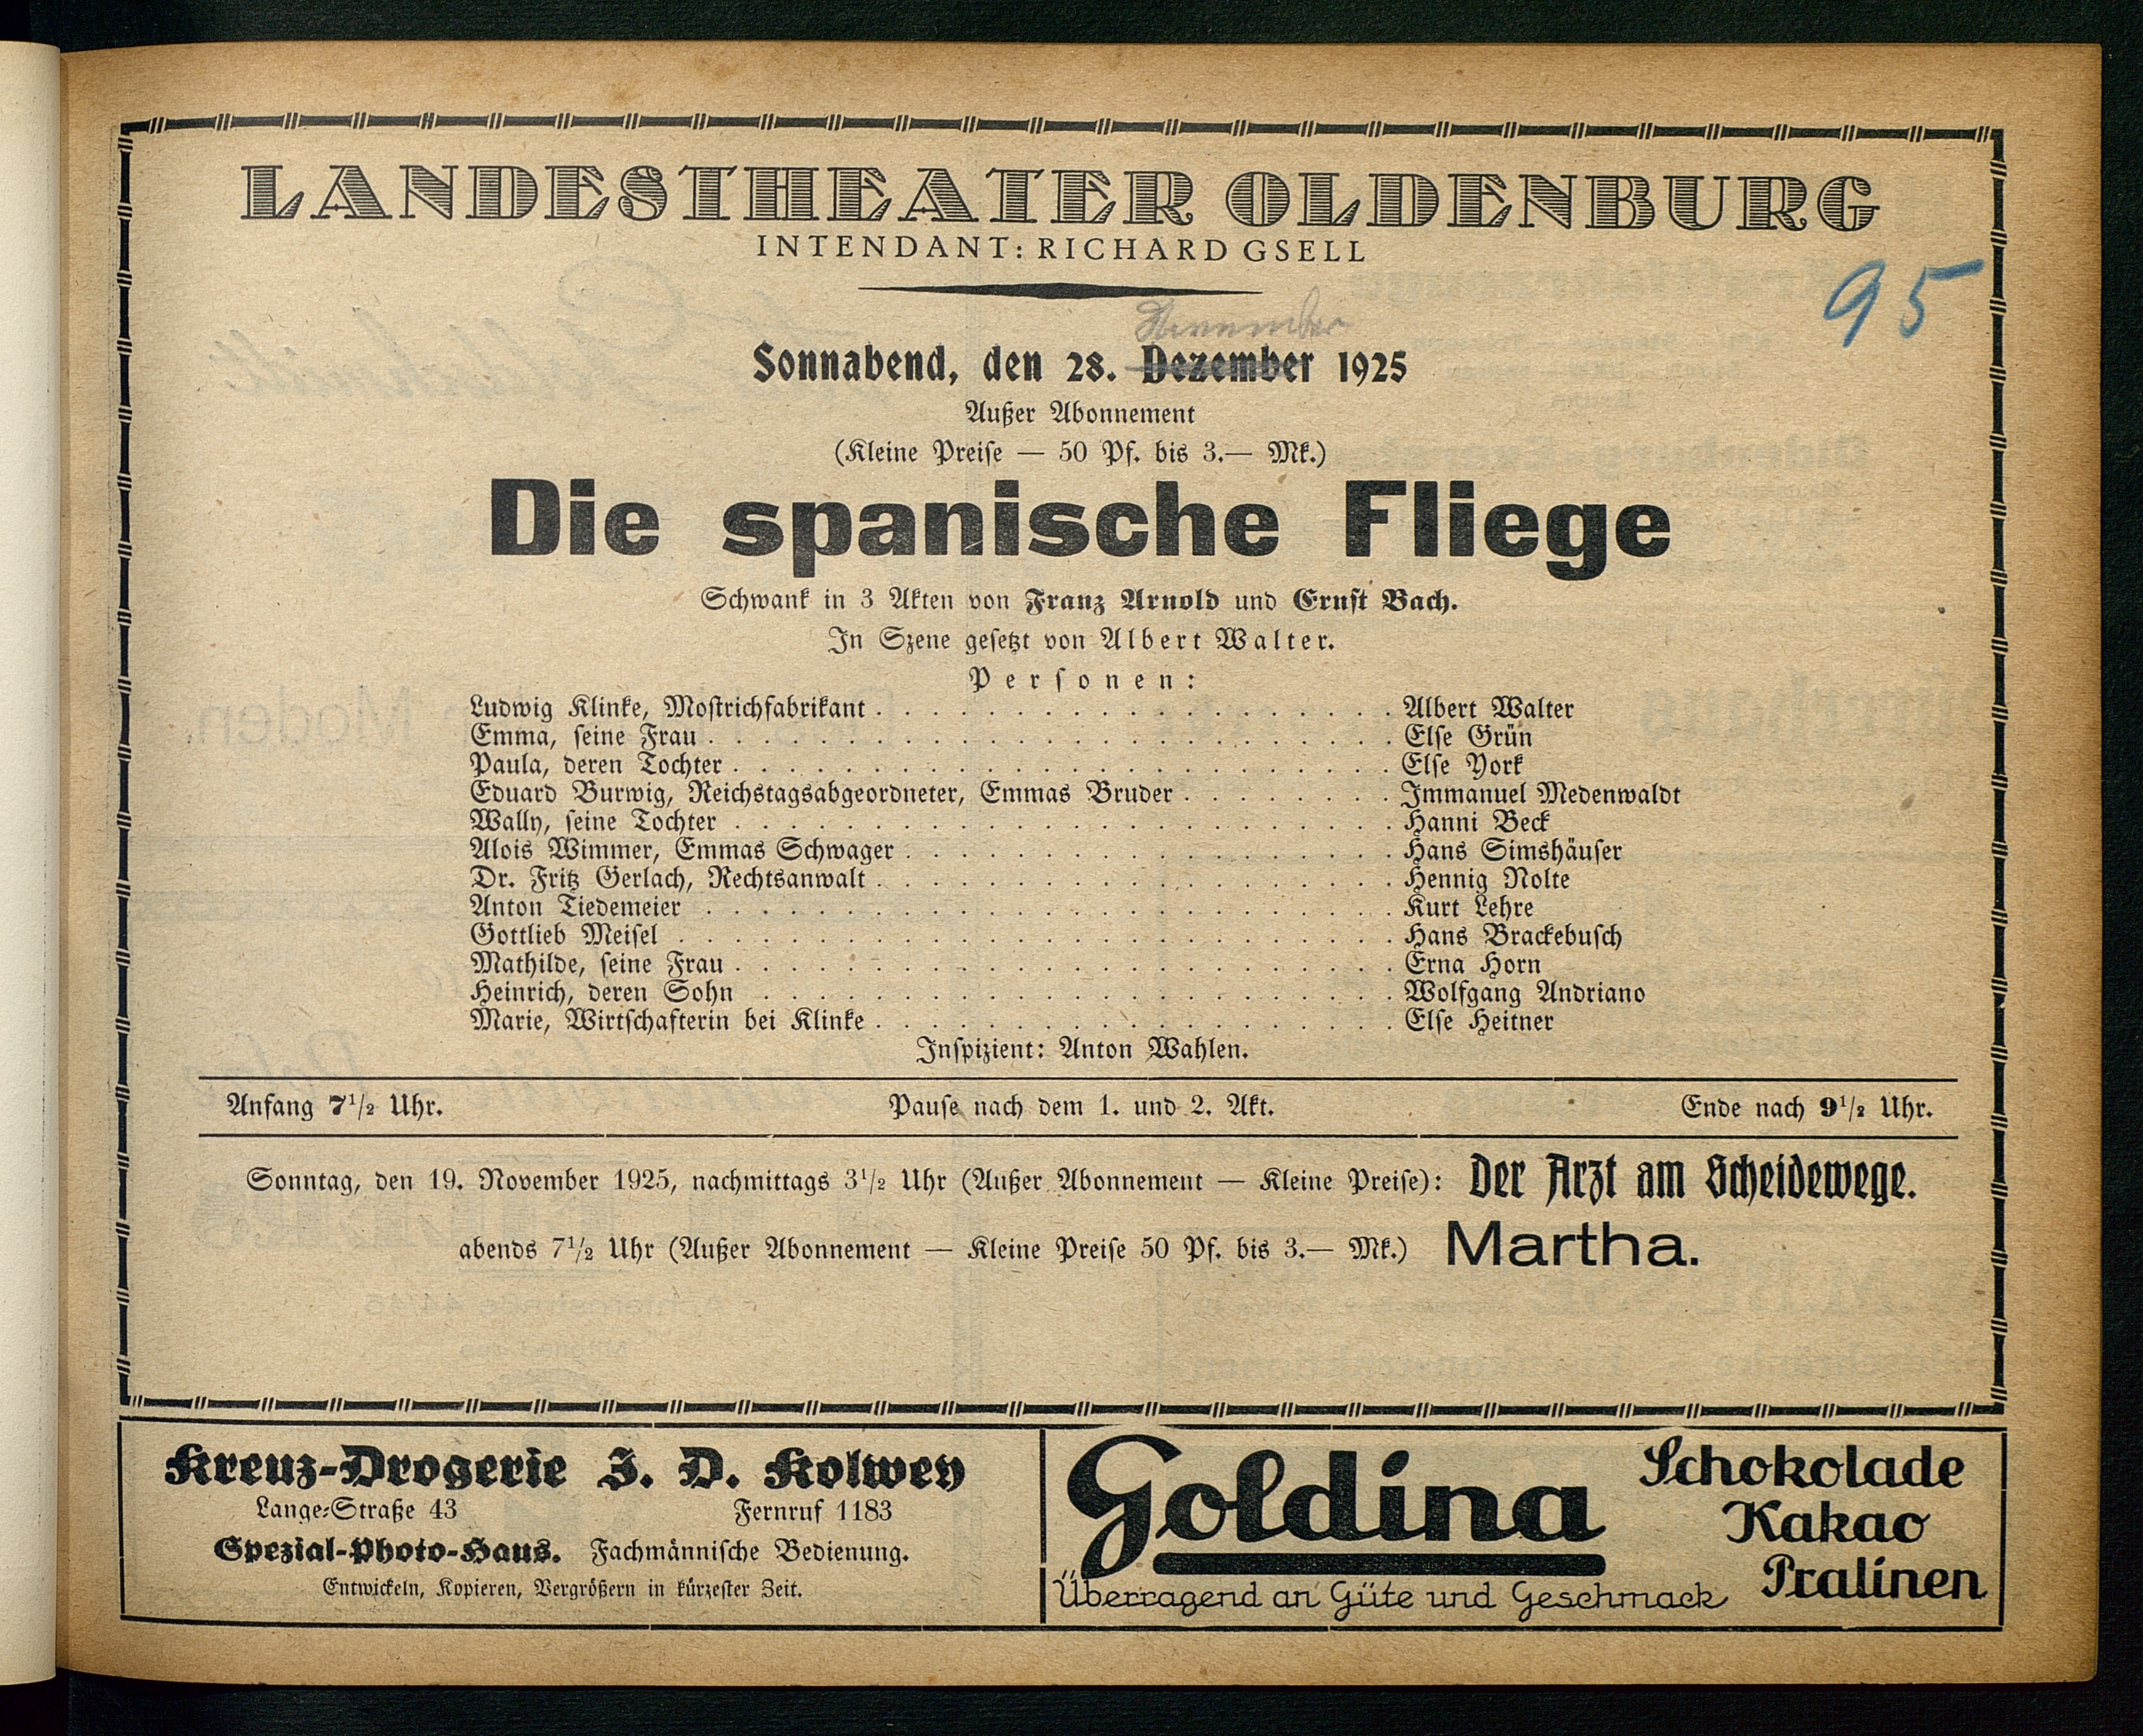 LANDESTHEATER OLDENBURG
INTENDANT: RICHARD GSELL
95
November
Sonnabend, den 28. Dezember 1925
Außer Abonnement
(Kleine Preise — 50 Pf. bis 3.— Mk.)
Die spanische Fliege
Schwank in 3 Akten von Franz Arnold und Ernst Bach.
In Szene gesetzt von Albert Walter.
Personen:
Ludwig Klinke, Mostrichfabrikant . . . . . Albert Walter
Emma, seine Frau . . . . . Else Grün
Paula, deren Tochter . . . . . Else York
Eduard Burwig, Reichstagsabgeordneter, Emmas Bruder . . . . . Immanuel Medenwaldt
Wally, seine Tochter . . . . . Hanni Beck
Alois Wimmer, Emmas Schwager . . . . . Hans Simshäuser
Dr. Fritz Gerlach, Rechtsanwalt . . . . . Hennig Nolte
Anton Tiedemeier . . . . . Kurt Lehre
Gottlieb Meisel . . . . . Hans Brackebusch
Mathilde, seine Frau . . . . . Erna Horn
Heinrich, deren Sohn . . . . . Wolfgang Andriano
Marie, Wirtschafterin bei Klinke . . . . . Else Heitner
Inspizient: Anton Wahlen.
Anfang 7½ Uhr. Pause nach dem 1. und 2. Akt. Ende nach 9½ Uhr.
Sonntag, den 19. November 1925, nachmittags 3½ Uhr (Außer Abonnement — Kleine Preise): Der Arzt am Scheidewege.
abends 7½ Uhr (Außer Abonnement — Kleine Preise 50 Pf. bis 3.— Mk.) Martha.
Kreuz-Drogerie J. D. Kolwey
Lange-Straße 43 Fernruf 1183
Spezial-Photo-Haus. Fachmännische Bedienung.
Entwickeln, Kopieren, Vergrößern in kürzester Zeit.
Goldina
Schokolade
Kakao
Pralinen
Überragend an Güte und Geschmack